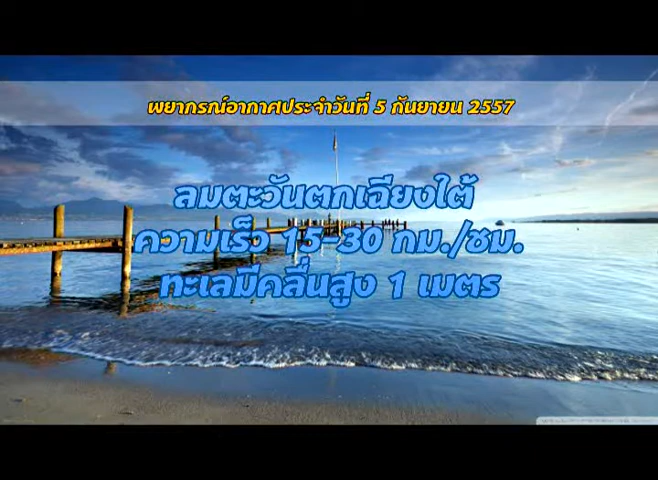 พยากรณ์อากาศประจำวันที่ 5 กันยายน 2557
ลมตะวันตกเฉียงใต้
ความเร็ว 15-30 กม./ชม.
ทะเลมีคลื่นสูง 1 เมตร